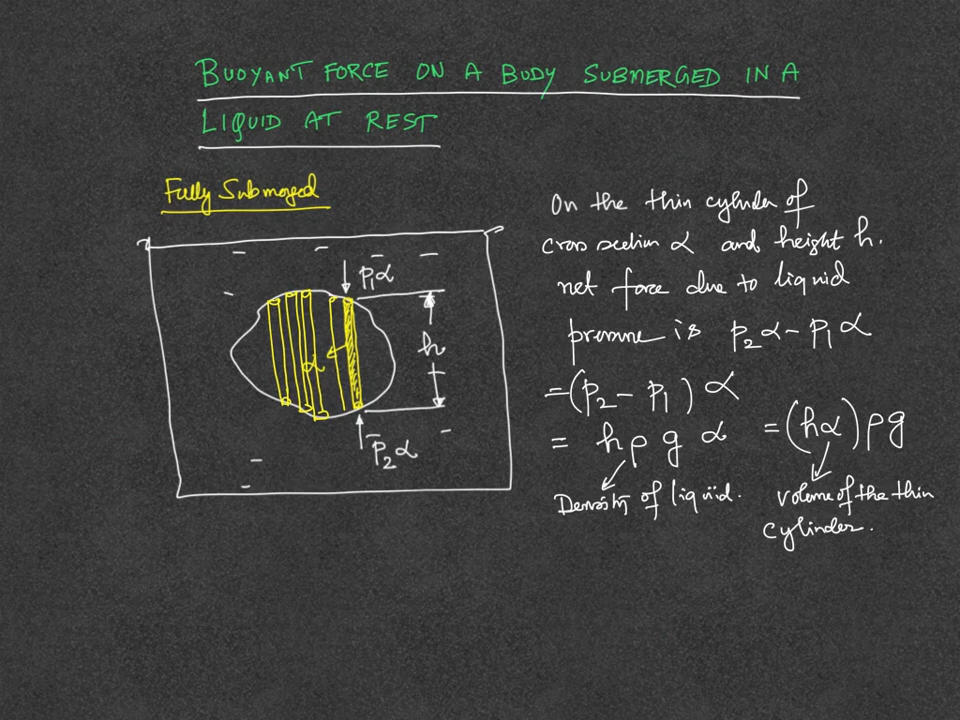 BUOYANT FORCE ON A BODY SUBMERGED IN A
LIQUID AT REST
Fully Submerged
p₁α
α
h
p₂α
On the thin cylinder of
cross section α and height h.
net force due to liquid
pressure is p₂α - p₁α
= (p₂ - p₁) α
= h ρ g α = (hα) ρg
Density of liquid.
volume of the thin
cylinder.